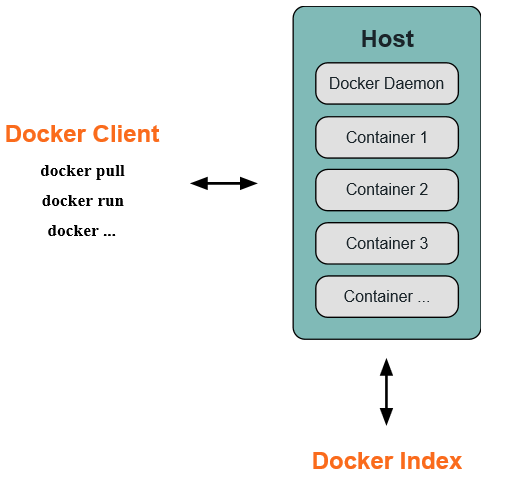 Host
Docker Daemon
Container 1
Container 2
Container 3
Container ...
Docker Client
docker pull
docker run
docker ...
Docker Index